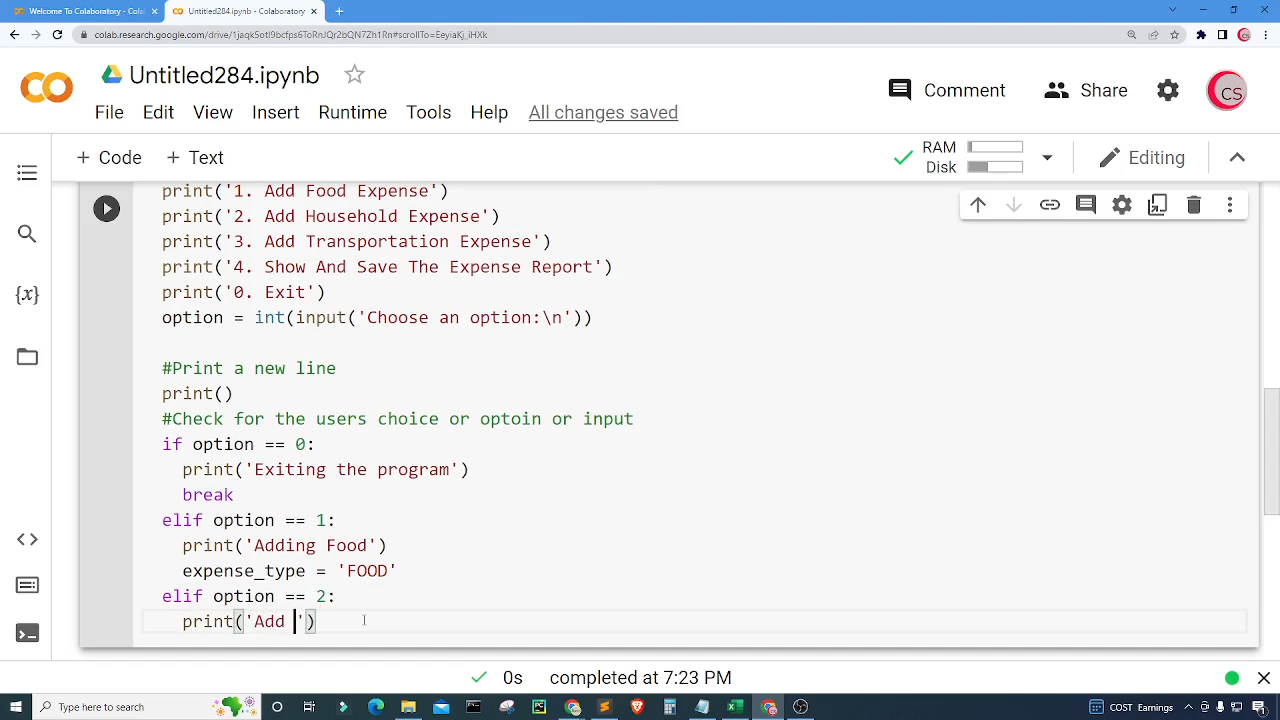 Welcome To Colaboratory - Colab
Untitled284.ipynb - Colaboratory
colab.research.google.com/drive/1jaqk5otl9bcfps6ToRnJQr2bQN7Zh1Rn#scrollTo=EeyiaKj_iHXk
Untitled284.ipynb
Comment
Share
CS
File Edit View Insert Runtime Tools Help All changes saved
+ Code + Text
RAM
Disk
Editing
print('1. Add Food Expense')
print('2. Add Household Expense')
print('3. Add Transportation Expense')
print('4. Show And Save The Expense Report')
print('0. Exit')
option = int(input('Choose an option:\n'))
#Print a new line
print()
#Check for the users choice or optoin or input
if option == 0:
print('Exiting the program')
break
elif option == 1:
print('Adding Food')
expense_type = 'FOOD'
elif option == 2:
print('Add ')
{x}
0s completed at 7:23 PM
Type here to search
COST Earnings